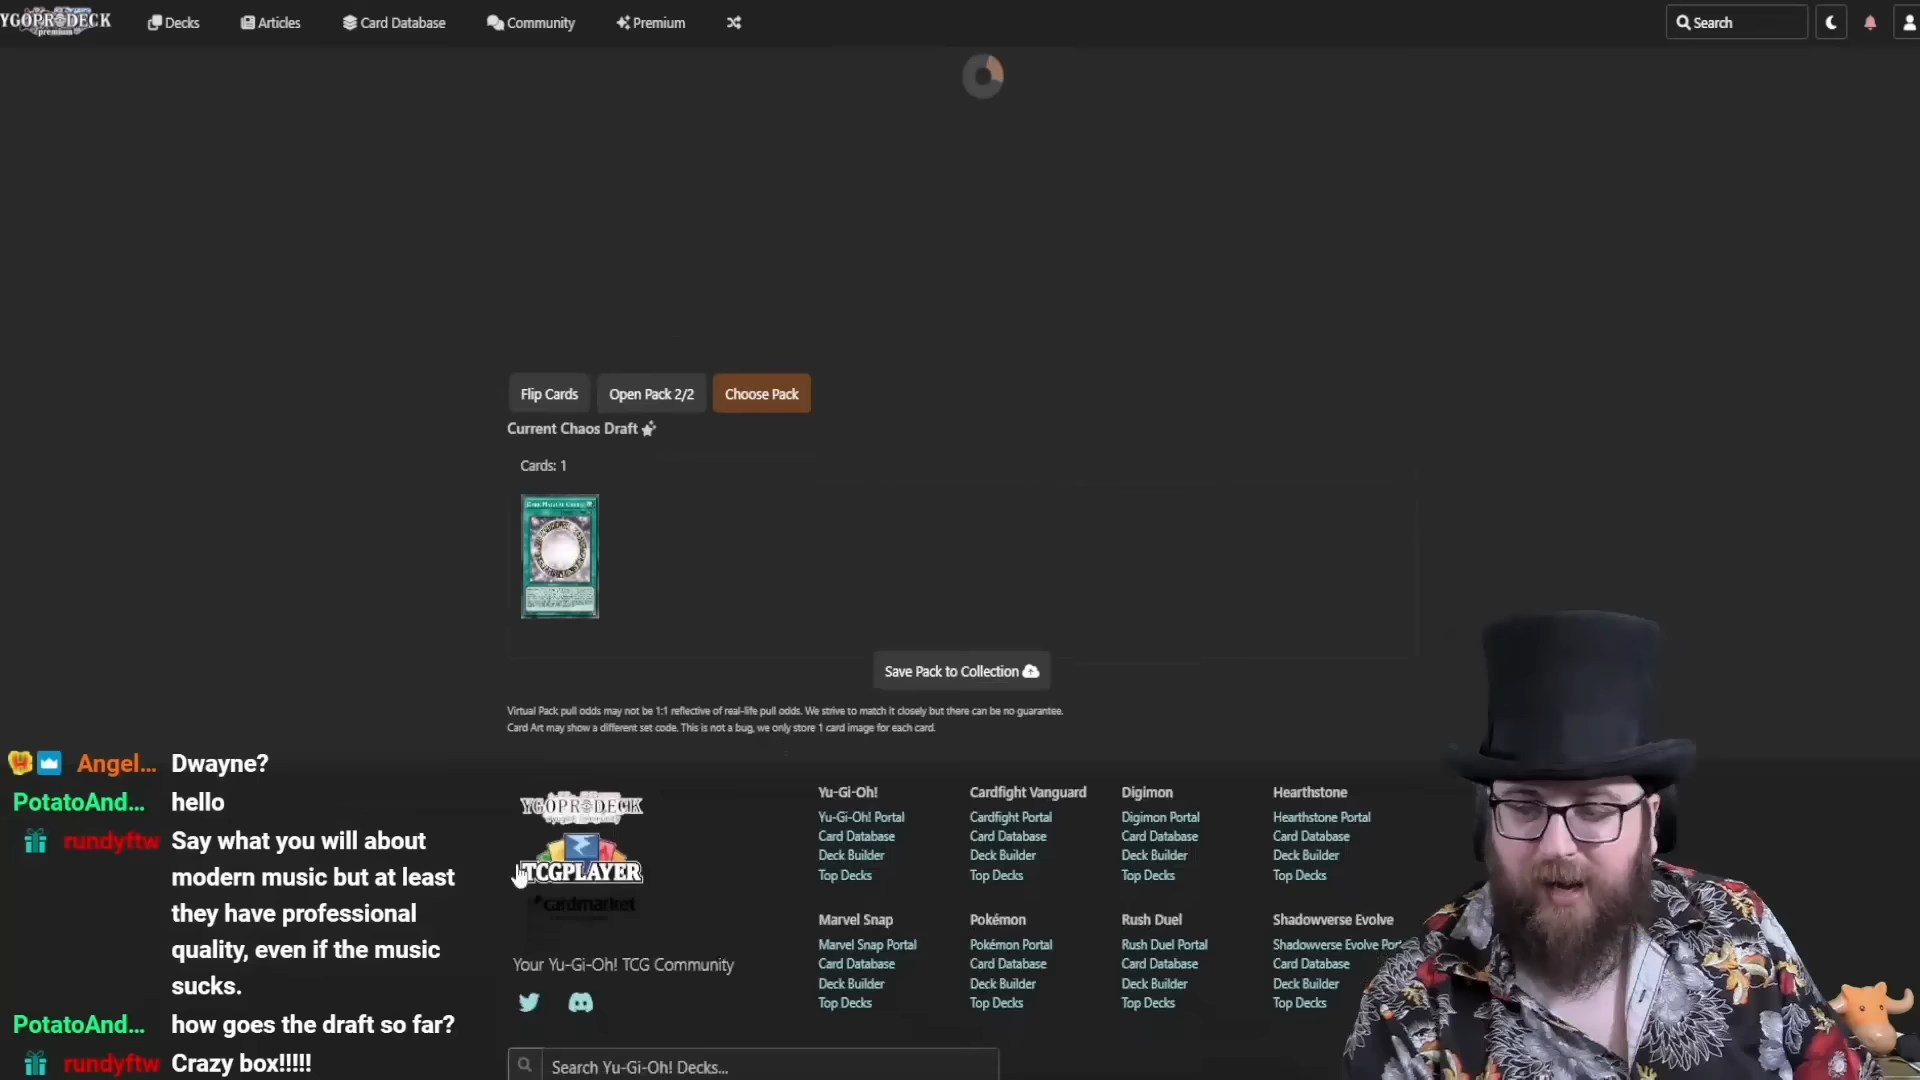 YGOPRODECK
premium
Decks
Articles
Card Database
Community
Premium
Search
Flip Cards
Open Pack 2/2
Choose Pack
Current Chaos Draft
Cards: 1
Save Pack to Collection
Virtual Pack pull odds may not be 1:1 reflective of real-life pull odds. We strive to match it closely but there can be no guarantee.
Card Art may show a different set code. This is not a bug, we only store 1 card image for each card.
Angel... Dwayne?
PotatoAnd... hello
rundyftw Say what you will about
modern music but at least
they have professional
quality, even if the music
sucks.
PotatoAnd... how goes the draft so far?
rundyftw Crazy box!!!!!
YGOPRODECK
TCGPLAYER
cardmarket
Your Yu-Gi-Oh! TCG Community
Yu-Gi-Oh!
Yu-Gi-Oh! Portal
Card Database
Deck Builder
Top Decks
Cardfight Vanguard
Cardfight Portal
Card Database
Deck Builder
Top Decks
Digimon
Digimon Portal
Card Database
Deck Builder
Top Decks
Hearthstone
Hearthstone Portal
Card Database
Deck Builder
Top Decks
Marvel Snap
Marvel Snap Portal
Card Database
Deck Builder
Top Decks
Pokémon
Pokémon Portal
Card Database
Deck Builder
Top Decks
Rush Duel
Rush Duel Portal
Card Database
Deck Builder
Top Decks
Shadowverse Evolve
Shadowverse Evolve Por
Card Database
Deck Builder
Top Decks
Search Yu-Gi-Oh! Decks...